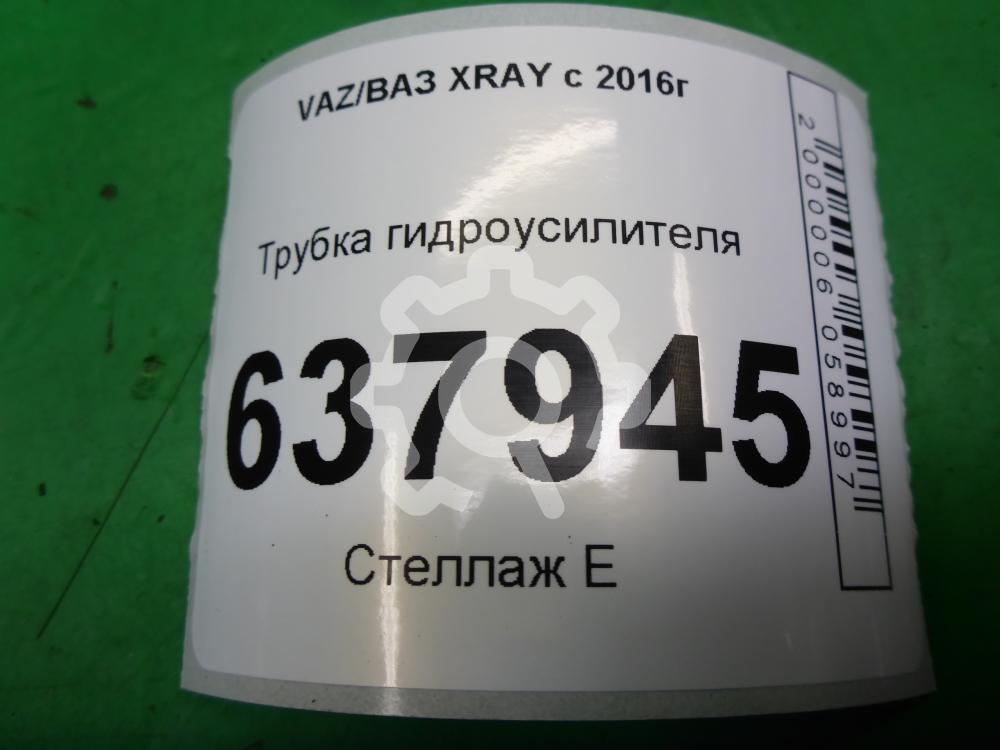 VAZ/ВАЗ XRAY с 2016г
Трубка гидроусилителя
637945
Стеллаж Е
2000006058997